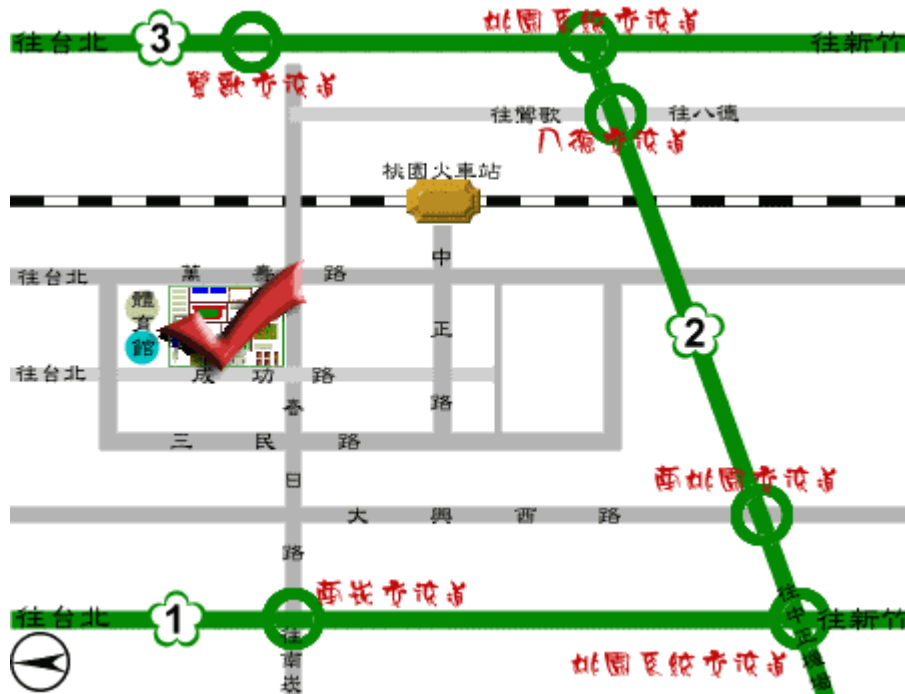 往台北
3
桃園系統交流道
往新竹
鶯歌交流道
往鶯歌
往八德
八德交流道
桃園火車站
往台北
萬壽路
中正路
體育館
2
往台北
成功路
春日路
三民路
南桃園交流道
大興西路
南崁交流道
往台北
1
往新竹
往中正機場
往南崁
桃園系統交流道